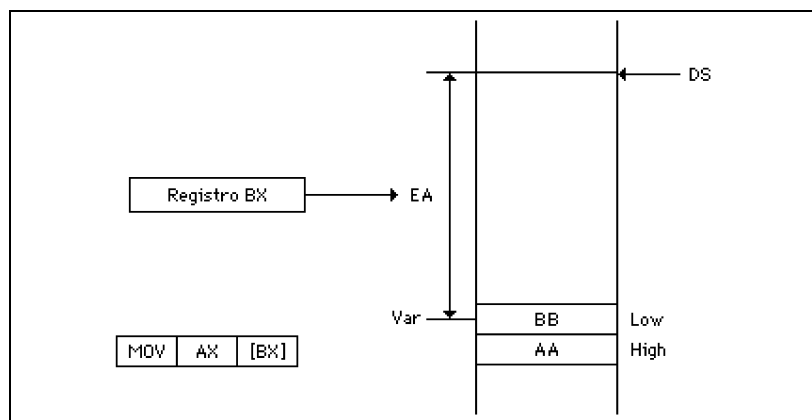 DS
Registro BX
EA
Var
BB
Low
MOV AX [BX]
AA
High